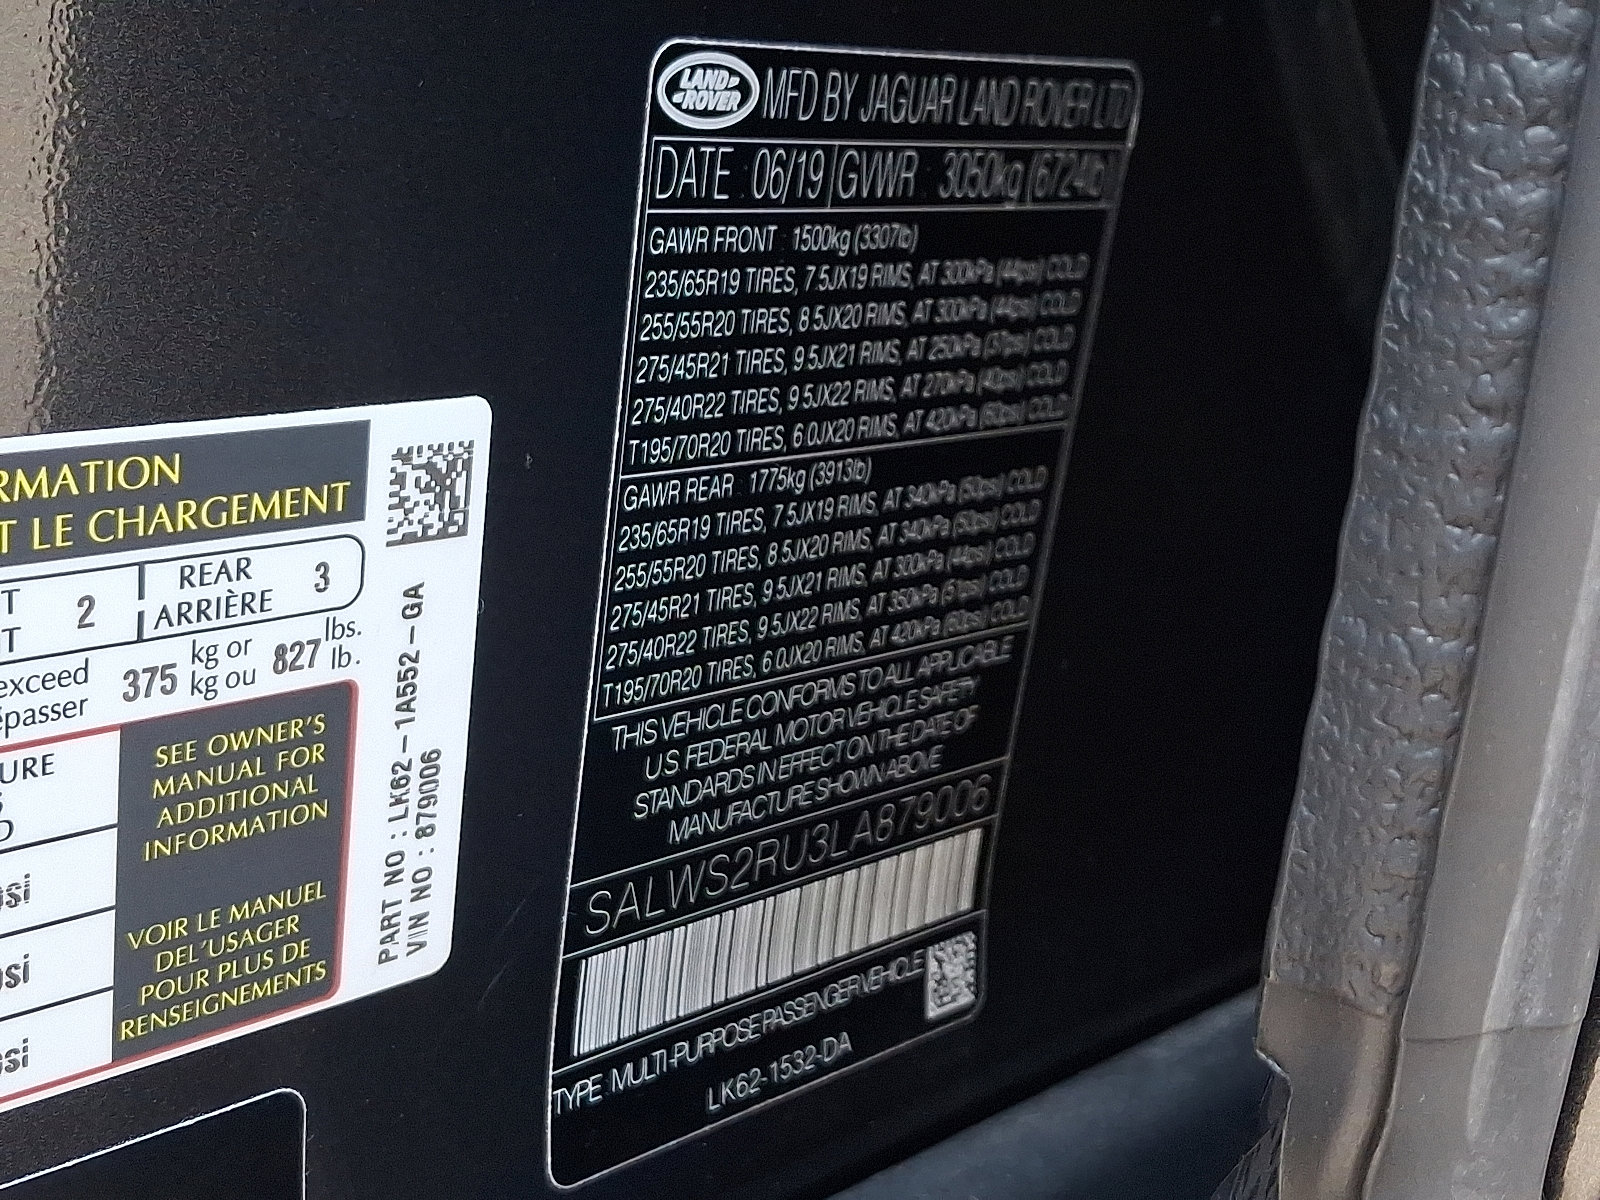 RMATION
T LE CHARGEMENT
T
T
2
REAR
ARRIÈRE
3
exceed
épasser
375
kg or
kg ou
827
lbs.
lb.
URE
D
SEE OWNER'S
MANUAL FOR
ADDITIONAL
INFORMATION
VOIR LE MANUEL
DEL'USAGER
POUR PLUS DE
RENSEIGNEMENTS
si
si
si
PART NO : LK62-1A552-GA
VIN NO : 879006
LAND ROVER
MFD BY JAGUAR LAND ROVER LTD
DATE : 06/19 GVWR : 3050kg (6724lb)
GAWR FRONT : 1500kg (3307lb)
235/65R19 TIRES, 7.5JX19 RIMS, AT 300kPa (44psi) COLD
255/55R20 TIRES, 8.5JX20 RIMS, AT 300kPa (44psi) COLD
275/45R21 TIRES, 9.5JX21 RIMS, AT 250kPa (37psi) COLD
275/40R22 TIRES, 9.5JX22 RIMS, AT 270kPa (40psi) COLD
T195/70R20 TIRES, 6.0JX20 RIMS, AT 420kPa (60psi) COLD
GAWR REAR : 1775kg (3913lb)
235/65R19 TIRES, 7.5JX19 RIMS, AT 340kPa (50psi) COLD
255/55R20 TIRES, 8.5JX20 RIMS, AT 340kPa (50psi) COLD
275/45R21 TIRES, 9.5JX21 RIMS, AT 300kPa (44psi) COLD
275/40R22 TIRES, 9.5JX22 RIMS, AT 350kPa (51psi) COLD
T195/70R20 TIRES, 6.0JX20 RIMS, AT 420kPa (60psi) COLD
THIS VEHICLE CONFORMS TO ALL APPLICABLE
U.S. FEDERAL MOTOR VEHICLE SAFETY
STANDARDS IN EFFECT ON THE DATE OF
MANUFACTURE SHOWN ABOVE
SALWS2RU3LA879006
TYPE : MULTI-PURPOSE PASSENGER VEHICLE
LK62-1532-DA